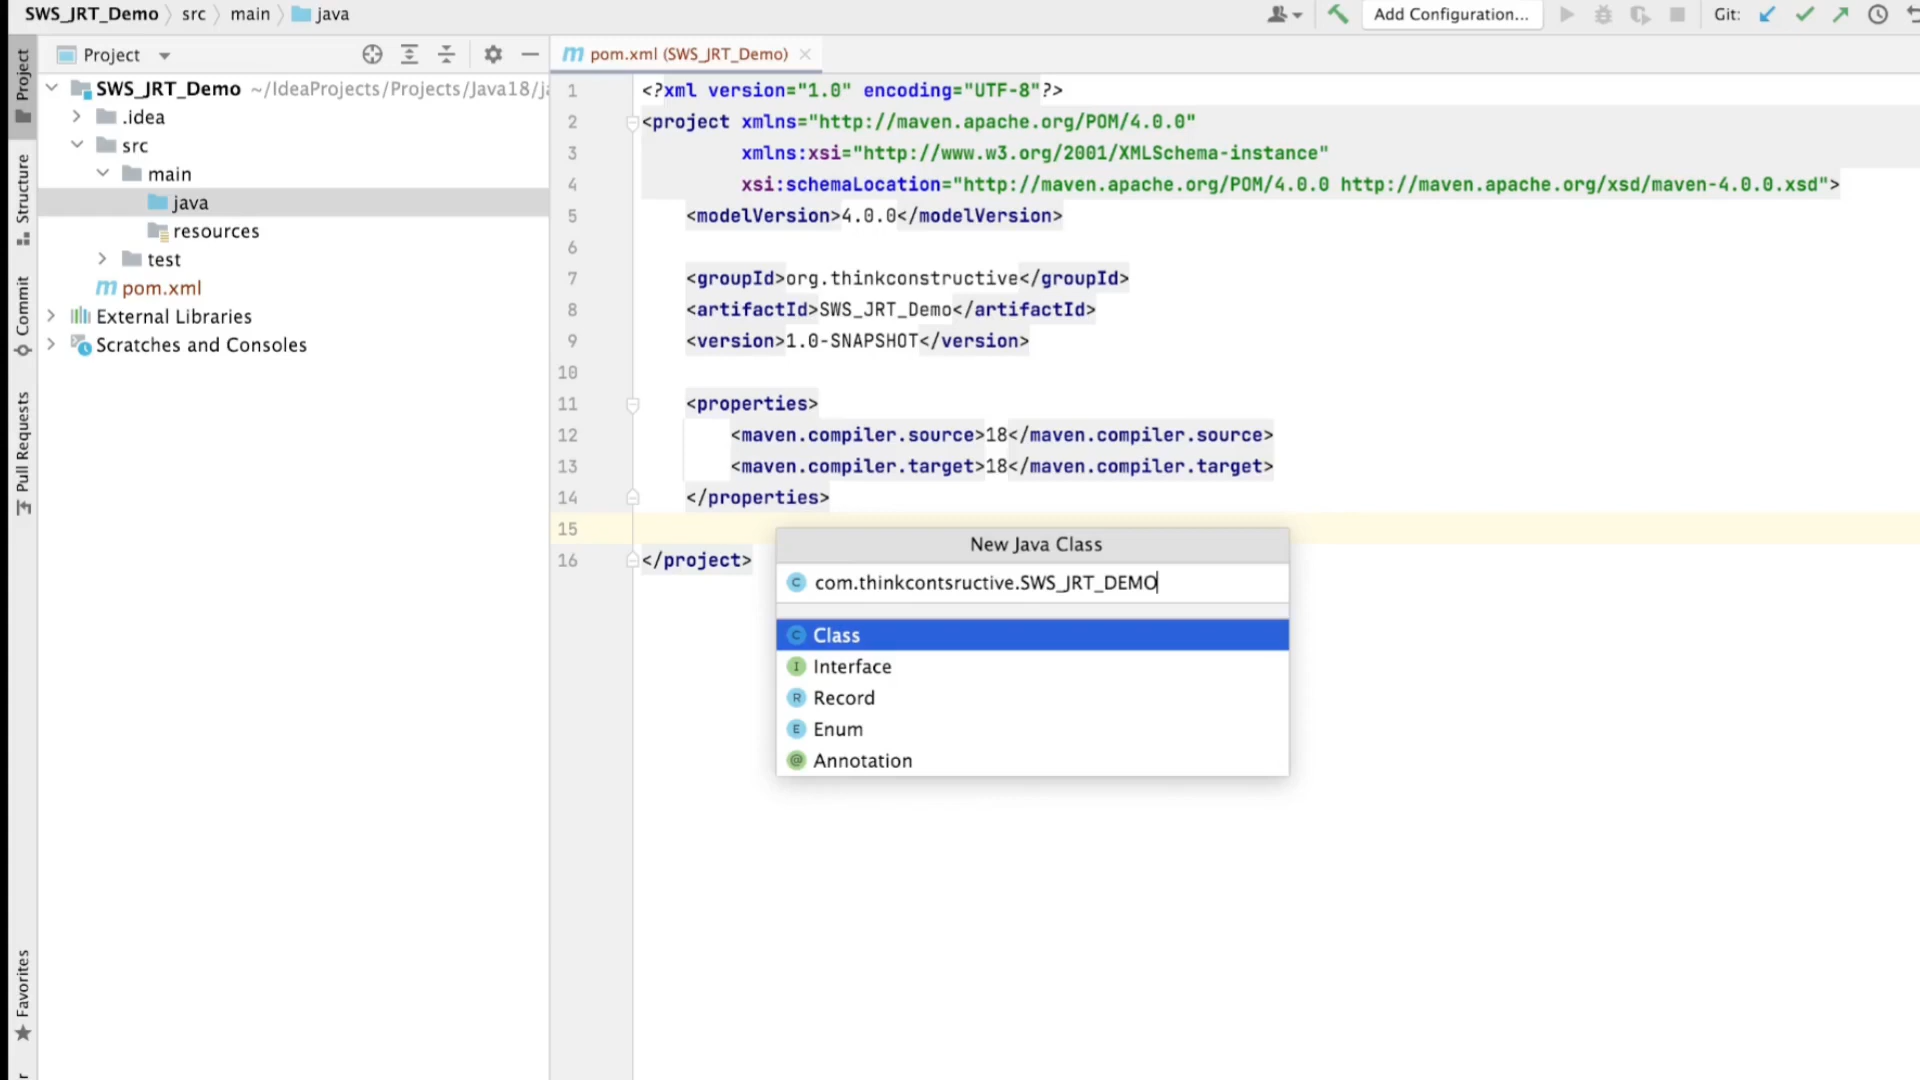 SWS_JRT_Demo src main java
Add Configuration... Git:
Project
pom.xml (SWS_JRT_Demo)
Project
Structure
Commit
Pull Requests
Favorites
SWS_JRT_Demo ~/IdeaProjects/Projects/Java18/ja
.idea
src
main
java
resources
test
pom.xml
External Libraries
Scratches and Consoles
1 <?xml version="1.0" encoding="UTF-8"?>
2 <project xmlns="http://maven.apache.org/POM/4.0.0"
3 xmlns:xsi="http://www.w3.org/2001/XMLSchema-instance"
4 xsi:schemaLocation="http://maven.apache.org/POM/4.0.0 http://maven.apache.org/xsd/maven-4.0.0.xsd">
5 <modelVersion>4.0.0</modelVersion>
6
7 <groupId>org.thinkconstructive</groupId>
8 <artifactId>SWS_JRT_Demo</artifactId>
9 <version>1.0-SNAPSHOT</version>
10
11 <properties>
12 <maven.compiler.source>18</maven.compiler.source>
13 <maven.compiler.target>18</maven.compiler.target>
14 </properties>
15
16 </project>
New Java Class
com.thinkcontsructive.SWS_JRT_DEMO
Class
Interface
Record
Enum
Annotation